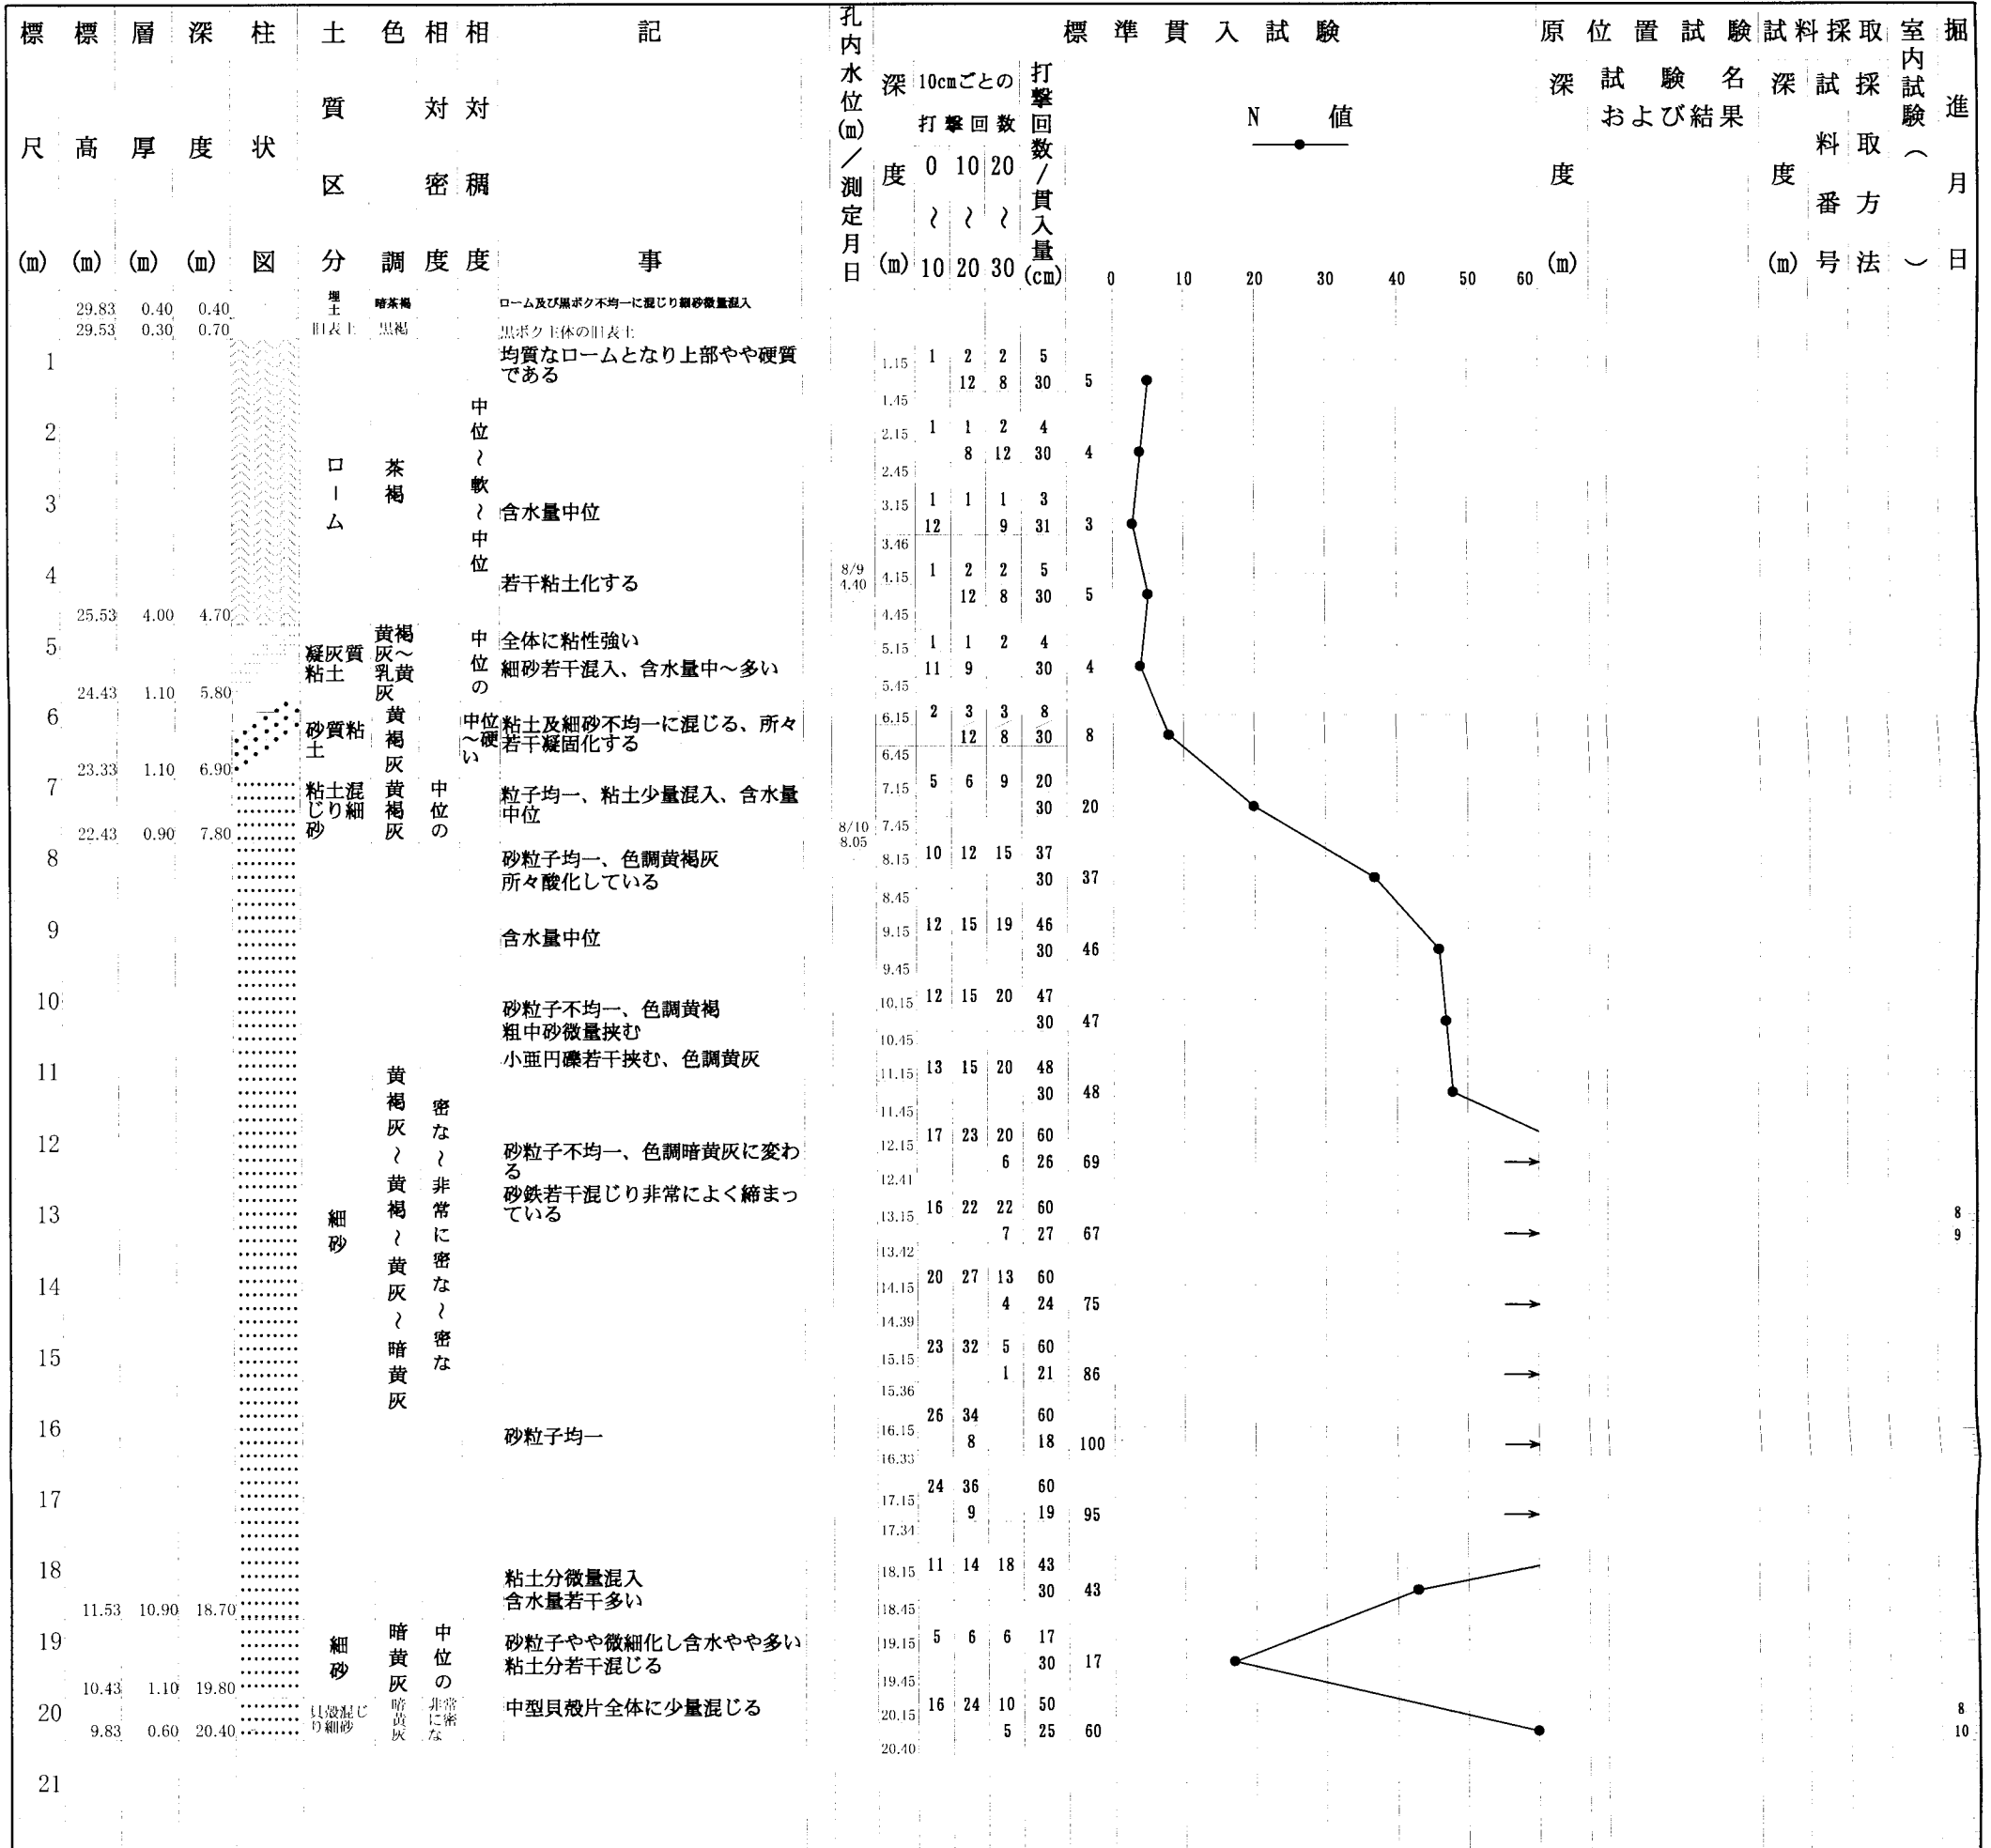 標尺(m) 標高(m) 層厚(m) 深度(m) 柱状図 土質区分 色調 相対密度 相対稠度 記事 孔内水位(m)／測定月日 標準貫入試験 原位置試験 試料採取 室内試験（ ） 掘進月日
深度(m) 10cmごとの打撃回数 打撃回数/貫入量(cm) N 値 深度(m) 試験名および結果 深度(m) 試料番号 採取方法
0～10 10～20 20～30
0 10 20 30 40 50 60
29.83 0.40 0.40 埋土 暗茶褐 ローム及び黒ボク不均一に混じり細砂微量混入
29.53 0.30 0.70 旧表土 黒褐 黒ボク主体の旧表土
1 均質なロームとなり上部やや硬質である
1.15 1 2 2 5
12 8 30 5
1.45
中位～軟～中位
2 2.15 1 1 2 4
8 12 30 4
2.45
ローム 茶褐
3 含水量中位 3.15 1 1 1 3
12 9 31 3
3.46
4 若干粘土化する 8/9 4.40 4.15 1 2 2 5
12 8 30 5
25.53 4.00 4.70 4.45
5 凝灰質粘土 黄褐灰～乳黄灰 中位の 全体に粘性強い 5.15 1 1 2 4
細砂若干混入、含水量中～多い 11 9 30 4
24.43 1.10 5.80 5.45
6 砂質粘土 黄褐灰 中位～硬い 粘土及細砂不均一に混じる、所々若干凝固化する 6.15 2 3 3 8
12 8 30 8
23.33 1.10 6.90 6.45
7 粘土混じり細砂 黄褐灰 中位の 粒子均一、粘土少量混入、含水量中位 7.15 5 6 9 20
30 20
22.43 0.90 7.80 8/10 8.05 7.45
8 砂粒子均一、色調黄褐灰 8.15 10 12 15 37
所々酸化している 30 37
8.45
9 含水量中位 9.15 12 15 19 46
30 46
9.45
10 砂粒子不均一、色調黄褐 10.15 12 15 20 47
粗中砂微量挟む 30 47
10.45
11 小亜円礫若干挟む、色調黄灰 11.15 13 15 20 48
30 48
11.45
細砂 黄褐灰～黄褐～黄灰～暗黄灰 密な～非常に密な～密な
12 砂粒子不均一、色調暗黄灰に変わる 12.15 17 23 20 60
6 26 69
12.41
13 砂鉄若干混じり非常によく締まっている 13.15 16 22 22 60 8
7 27 67 9
13.42
14 14.15 20 27 13 60
4 24 75
14.39
15 15.15 23 32 5 60
1 21 86
15.36
16 砂粒子均一 16.15 26 34 60
8 18 100
16.33
17 17.15 24 36 60
9 19 95
17.34
18 粘土分微量混入 18.15 11 14 18 43
含水量若干多い 30 43
11.53 10.90 18.70 18.45
19 細砂 暗黄灰 中位の 砂粒子やや微細化し含水やや多い 19.15 5 6 6 17
粘土分若干混じる 30 17
10.43 1.10 19.80 19.45
20 貝殻混じり細砂 暗黄灰 非常に密な 中型貝殻片全体に少量混じる 20.15 16 24 10 50 8
9.83 0.60 20.40 5 25 60 10
20.40
21